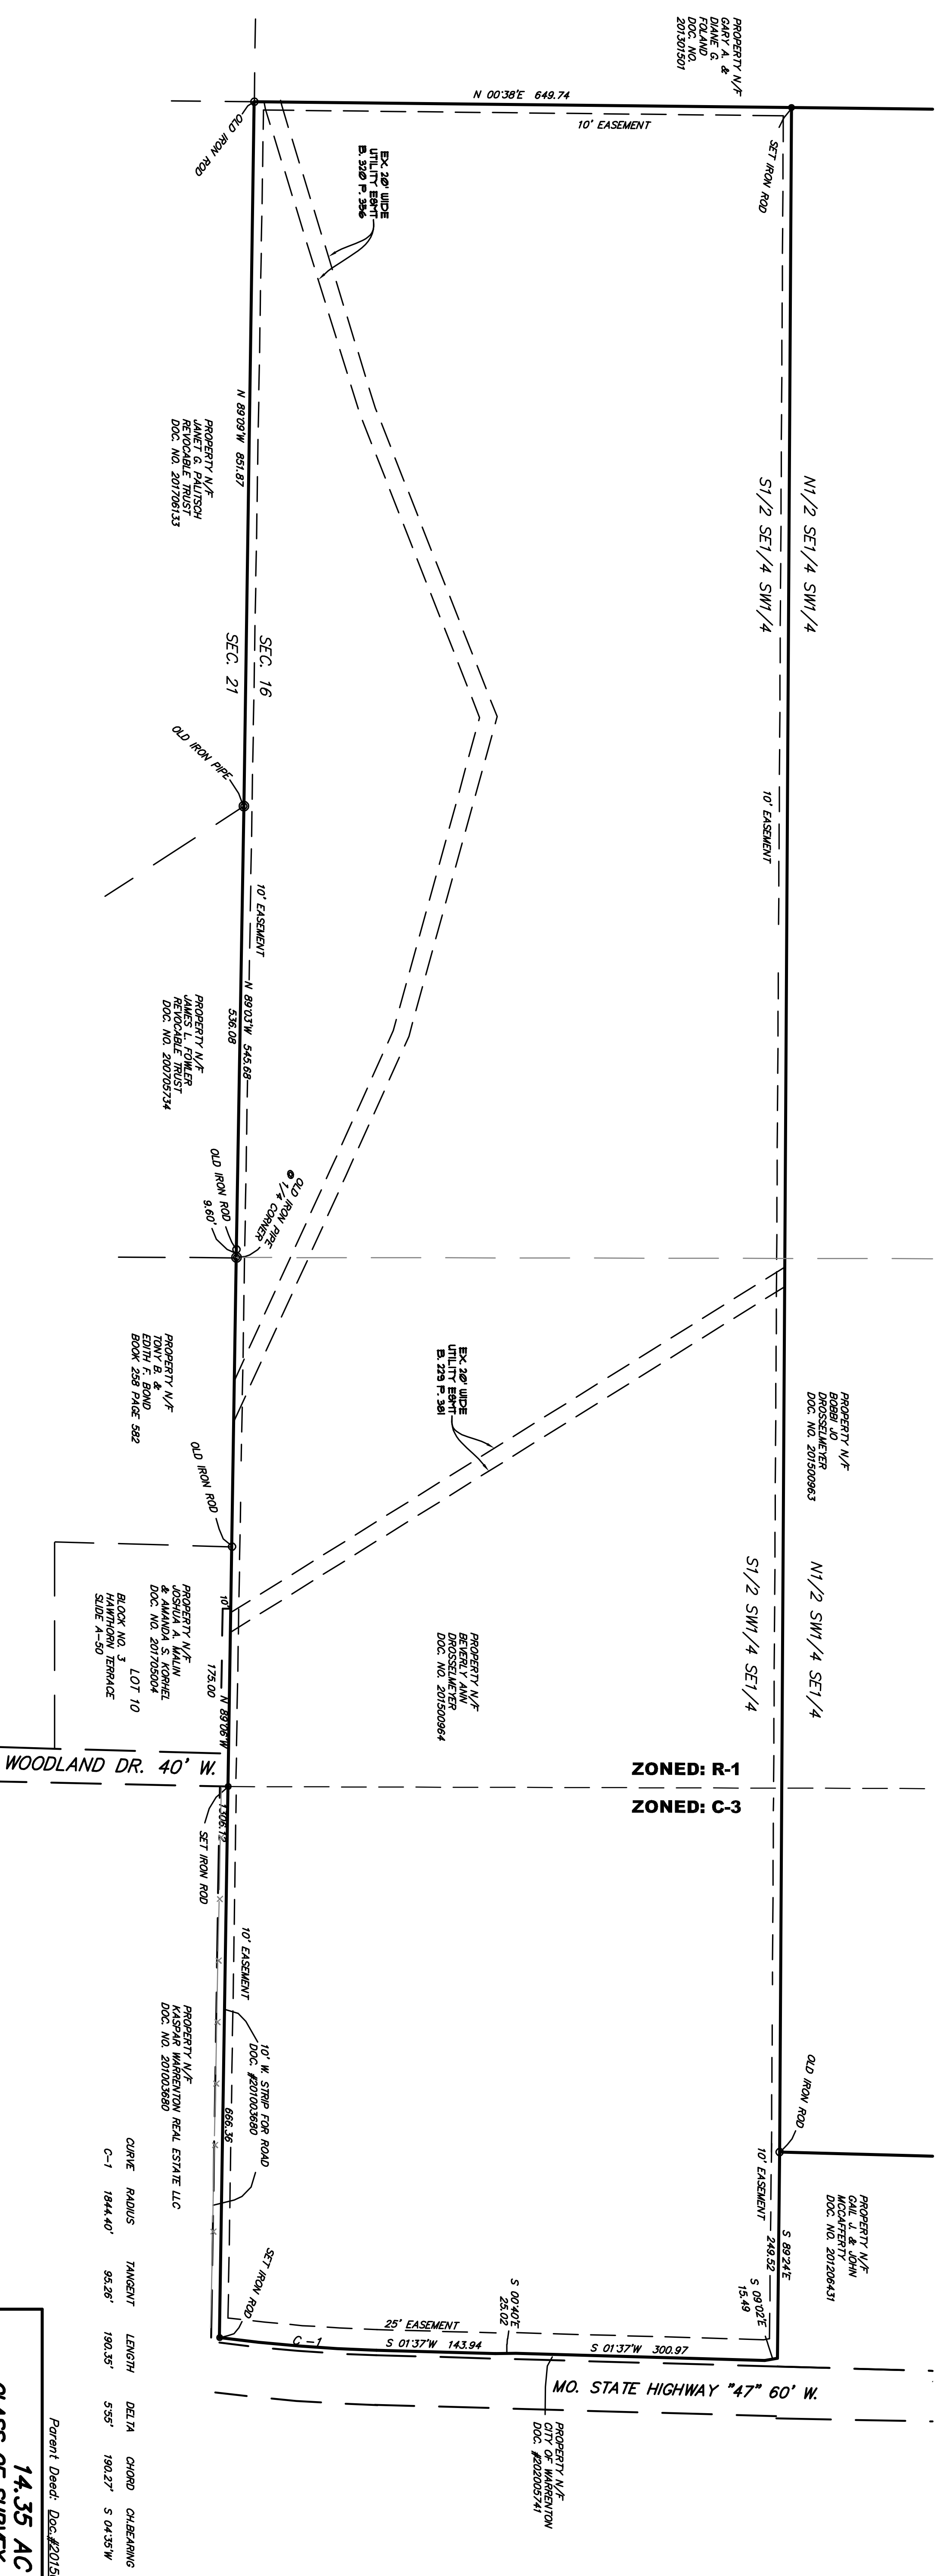 PROPERTY N/F
GARY A. &
DIANE G.
FOLAND
DOC. NO.
201301501
N 00°38'E 649.74
10' EASEMENT
SET IRON ROD
OLD IRON ROD
EX. 20' WIDE
UTILITY ESMT
B. 320 P. 356
N 89°09'W 851.87
PROPERTY N/F
JANET G. PALITSCH
REVOCABLE TRUST
DOC. NO. 201706133
N1/2 SE1/4 SW1/4
S1/2 SE1/4 SW1/4
SEC. 16
SEC. 21
OLD IRON PIPE
10' EASEMENT
10' EASEMENT
N 89°03'W 545.68
536.08
PROPERTY N/F
JAMES L. FOWLER
REVOCABLE TRUST
DOC. NO. 200705734
OLD IRON ROD
9.60'
OLD IRON PIPE
@ 1/4 CORNER
PROPERTY N/F
TONY B. &
EDITH F. BOND
BOOK 258 PAGE 582
EX. 20' WIDE
UTILITY ESMT
B. 229 P. 381
PROPERTY N/F
BOBBI JO
DROSSELMEYER
DOC. NO. 201500963
OLD IRON ROD
N1/2 SW1/4 SE1/4
S1/2 SW1/4 SE1/4
PROPERTY N/F
JOSHUA A. MALIN
& AMANDA S. KORHEL
DOC. NO. 201705004
LOT 10
BLOCK NO. 3
HAWTHORN TERRACE
SLIDE A-50
10'
175.00
N 89°06'W
1306.12
PROPERTY N/F
BEVERLY ANN
DROSSELMEYER
DOC. NO. 201500964
WOODLAND DR. 40' W.
ZONED: R-1
ZONED: C-3
SET IRON ROD
10' EASEMENT
10' W. STRIP FOR ROAD
DOC. #201003680
666.36
PROPERTY N/F
KASPAR WARRENTON REAL ESTATE LLC
DOC. NO. 201003680
OLD IRON ROD
10' EASEMENT
PROPERTY N/F
GAIL J. & JOHN
MCCAFFERTY
DOC. NO. 201206431
S 89°24'E
249.52
S 09°02'E
15.49
S 00°40'E
25.02
SET IRON ROD
25' EASEMENT
C-1
S 01°37'W 143.94
S 01°37'W 300.97
MO. STATE HIGHWAY "47" 60' W.
PROPERTY N/F
CITY OF WARRENTON
DOC. #202005741
CURVE RADIUS TANGENT LENGTH DELTA CHORD CH.BEARING
C-1 1844.40' 95.26' 190.35' 5°55' 190.27' S 04°35'W
Parent Deed: Doc.#2015
14.35 AC
CLASS OF SURVEY